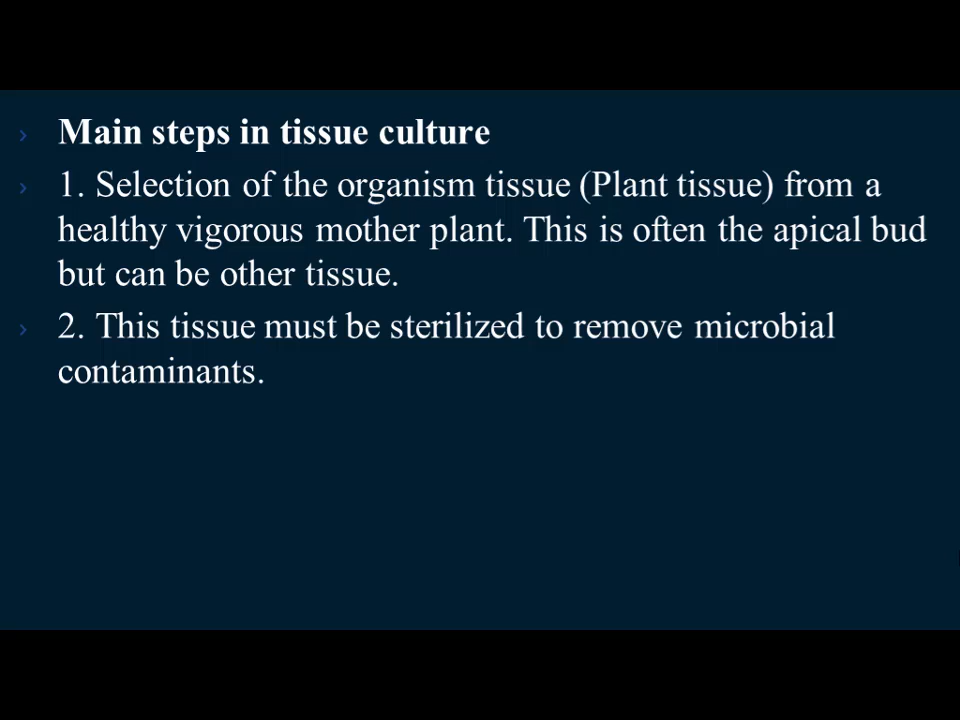 › Main steps in tissue culture
› 1. Selection of the organism tissue (Plant tissue) from a
healthy vigorous mother plant. This is often the apical bud
but can be other tissue.
› 2. This tissue must be sterilized to remove microbial
contaminants.